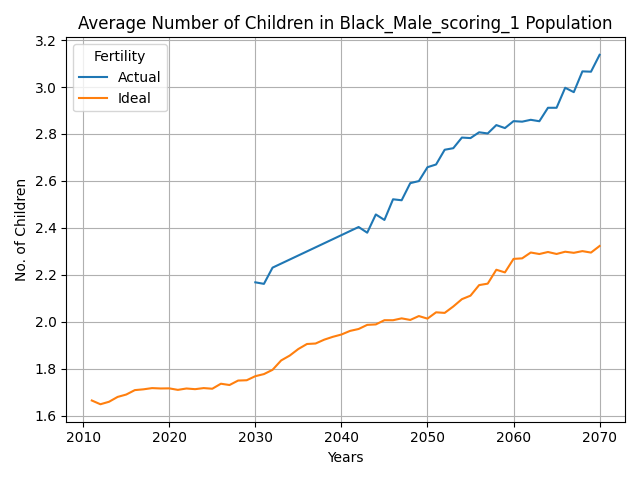 Average Number of Children in Black_Male_scoring_1 Population
3.2
3.0
2.8
2.6
2.4
2.2
2.0
1.8
1.6
No. of Children
Fertility
Actual
Ideal
2010 2020 2030 2040 2050 2060 2070
Years